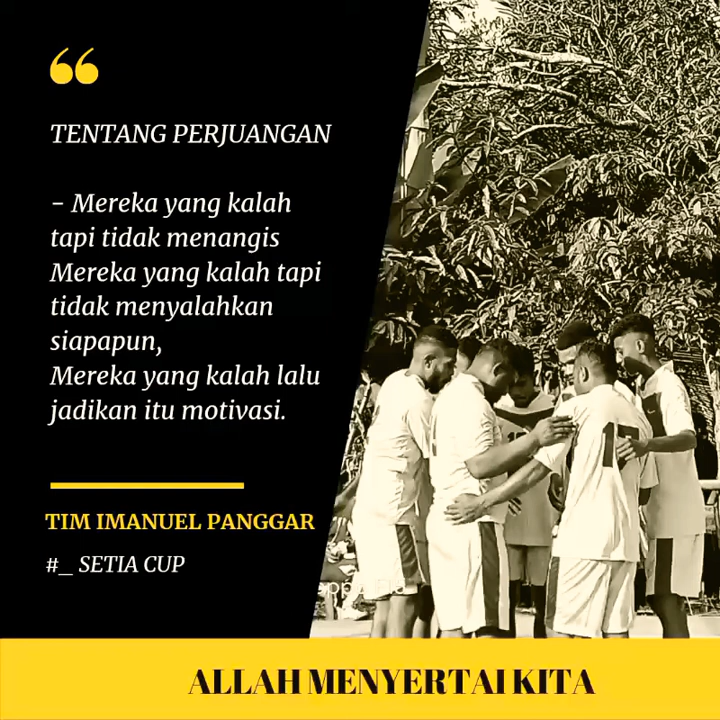 “
TENTANG PERJUANGAN
- Mereka yang kalah
tapi tidak menangis
Mereka yang kalah tapi
tidak menyalahkan
siapapun,
Mereka yang kalah lalu
jadikan itu motivasi.
TIM IMANUEL PANGGAR
#_ SETIA CUP
ALLAH MENYERTAI KITA